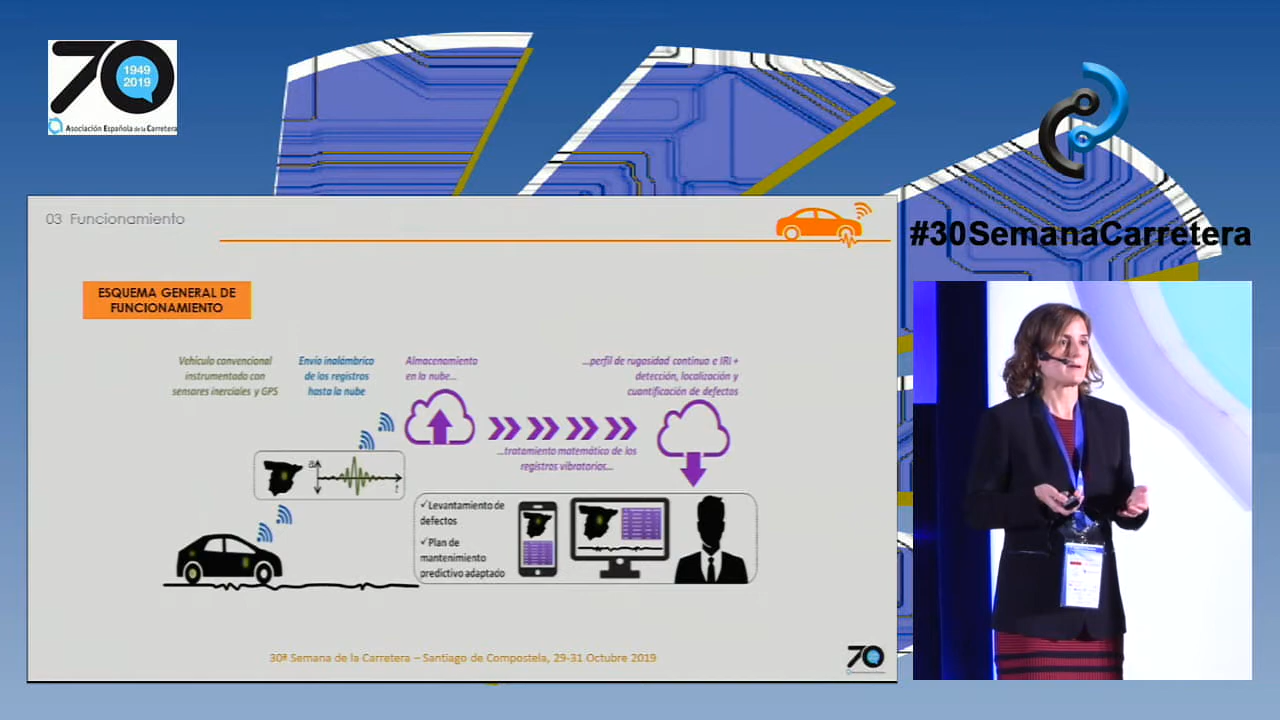 70
1949
2019
Asociación Española de la Carretera
#30SemanaCarretera
03 Funcionamiento
ESQUEMA GENERAL DE
FUNCIONAMIENTO
Vehículo convencional
instrumentado con
sensores inerciales y GPS
Envío inalámbrico
de los registros
hasta la nube
Almacenamiento
en la nube...
...perfil de rugosidad continua e IRI +
detección, localización y
cuantificación de defectos
...tratamiento matemático de los
registros vibratorios...
a
t
✓Levantamiento de
defectos
✓Plan de
mantenimiento
predictivo adaptado
30ª Semana de la Carretera – Santiago de Compostela, 29-31 Octubre 2019
70